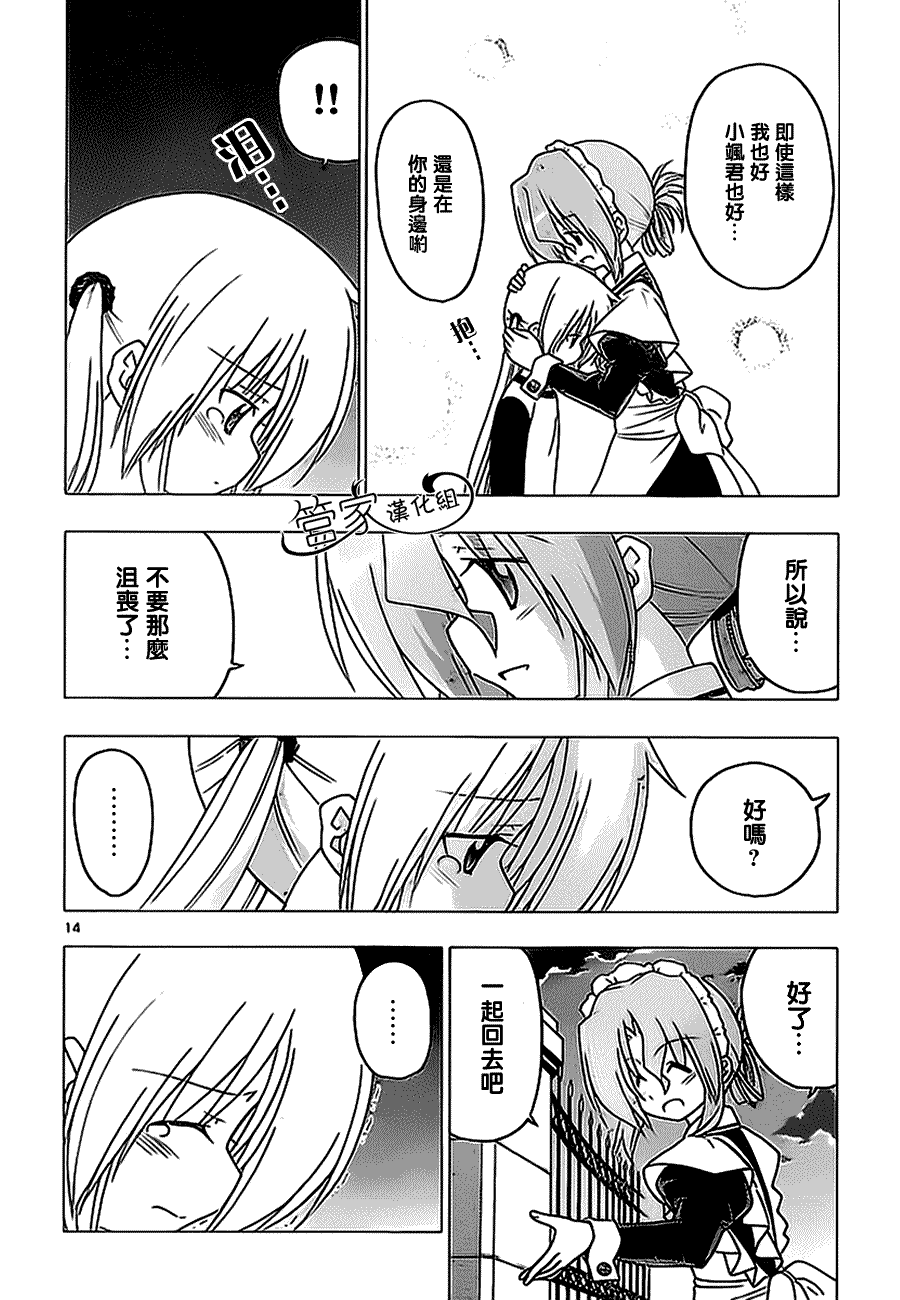 即使這樣
我也好
小颯君也好…
還是在
你的身邊喲
抱…
!!
泪…
管家漢化組
所以說…
不要那麼
沮喪了…
好嗎?
………
14
好了…
一起回去吧
……